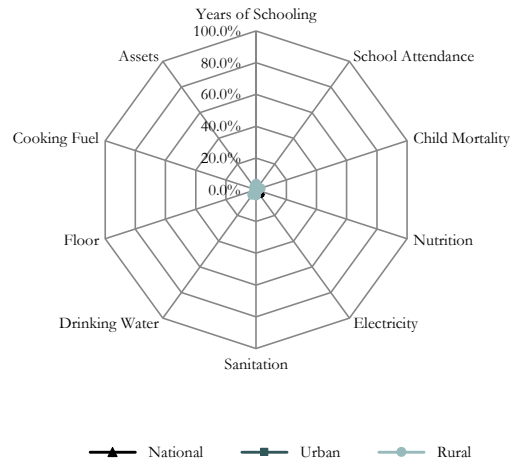 Years of Schooling
100.0%
Assets
School Attendance
80.0%
60.0%
40.0%
Cooking Fuel
Child Mortality
20.0%
0.0%
Floor
Nutrition
Drinking Water
Electricity
Sanitation
National
Urban
Rural